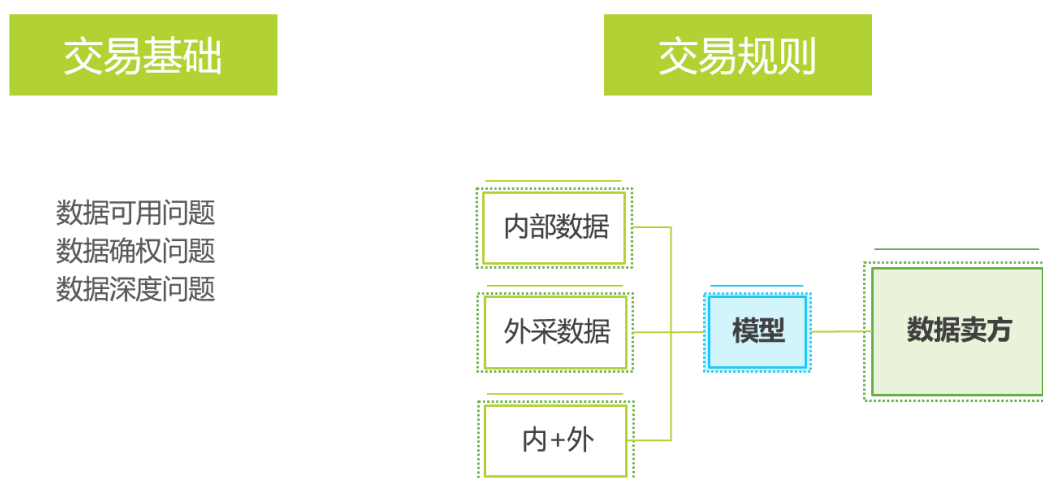 交易基础
交易规则
数据可用问题
数据确权问题
数据深度问题
内部数据
外采数据
内+外
模型
数据卖方